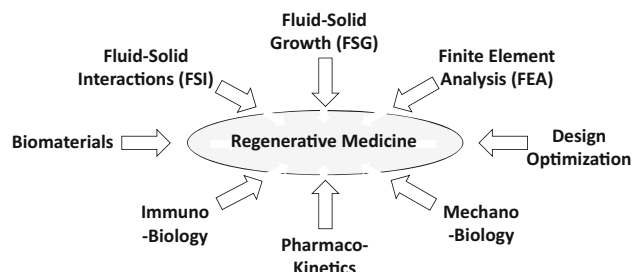 Fluid-Solid
Growth (FSG)
Fluid-Solid
Interactions (FSI)
Finite Element
Analysis (FEA)
Biomaterials
Regenerative Medicine
Design
Optimization
Immuno
-Biology
Mechano
-Biology
Pharmaco-
Kinetics